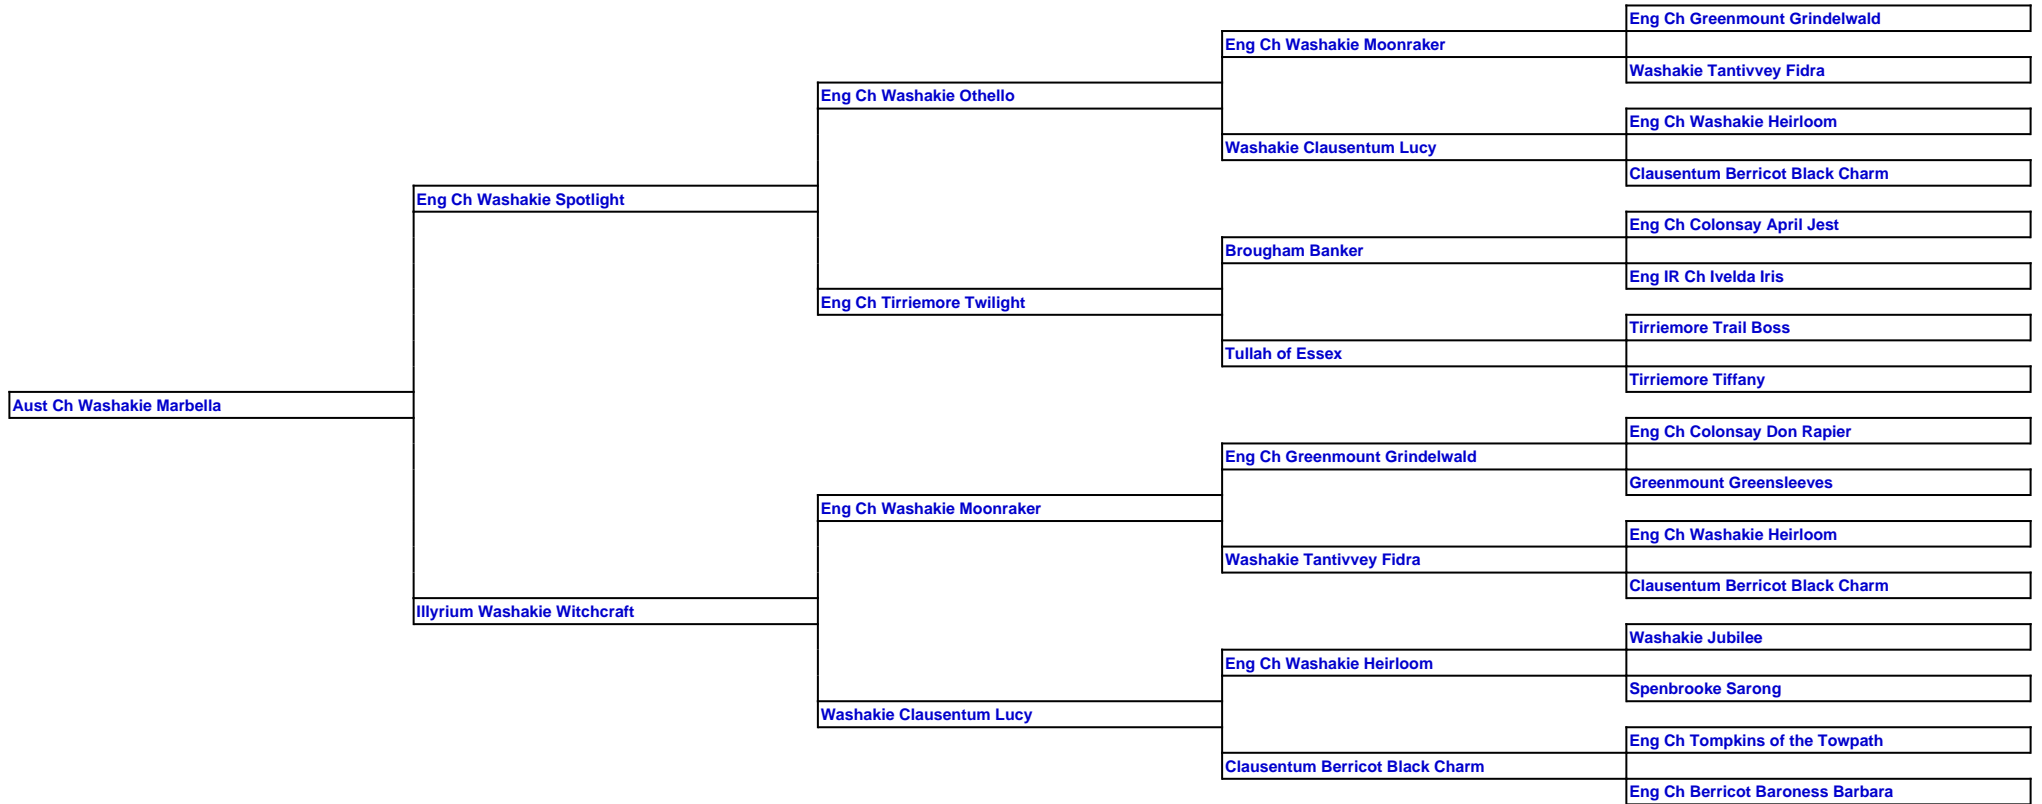 Eng Ch Greenmount Grindelwald
Eng Ch Washakie Moonraker
Washakie Tantivvey Fidra
Eng Ch Washakie Othello
Eng Ch Washakie Heirloom
Washakie Clausentum Lucy
Clausentum Berricot Black Charm
Eng Ch Washakie Spotlight
Eng Ch Colonsay April Jest
Brougham Banker
Eng IR Ch Ivelda Iris
Eng Ch Tirriemore Twilight
Tirriemore Trail Boss
Tullah of Essex
Tirriemore Tiffany
Aust Ch Washakie Marbella
Eng Ch Colonsay Don Rapier
Eng Ch Greenmount Grindelwald
Greenmount Greensleeves
Eng Ch Washakie Moonraker
Eng Ch Washakie Heirloom
Washakie Tantivvey Fidra
Clausentum Berricot Black Charm
Illyrium Washakie Witchcraft
Washakie Jubilee
Eng Ch Washakie Heirloom
Spenbrooke Sarong
Washakie Clausentum Lucy
Eng Ch Tompkins of the Towpath
Clausentum Berricot Black Charm
Eng Ch Berricot Baroness Barbara